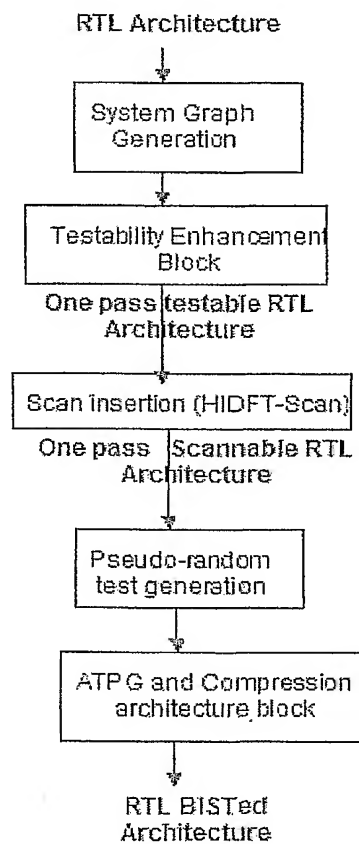 RTL Architecture
System Graph
Generation
Testability Enhancement
Block
One pass testable RTL
Architecture
Scan insertion (HIDFT-Scan)
One pass Scannable RTL
Architecture
Pseudo-random
test generation
ATPG and Compression
architecture block
RTL BISTed
Architecture